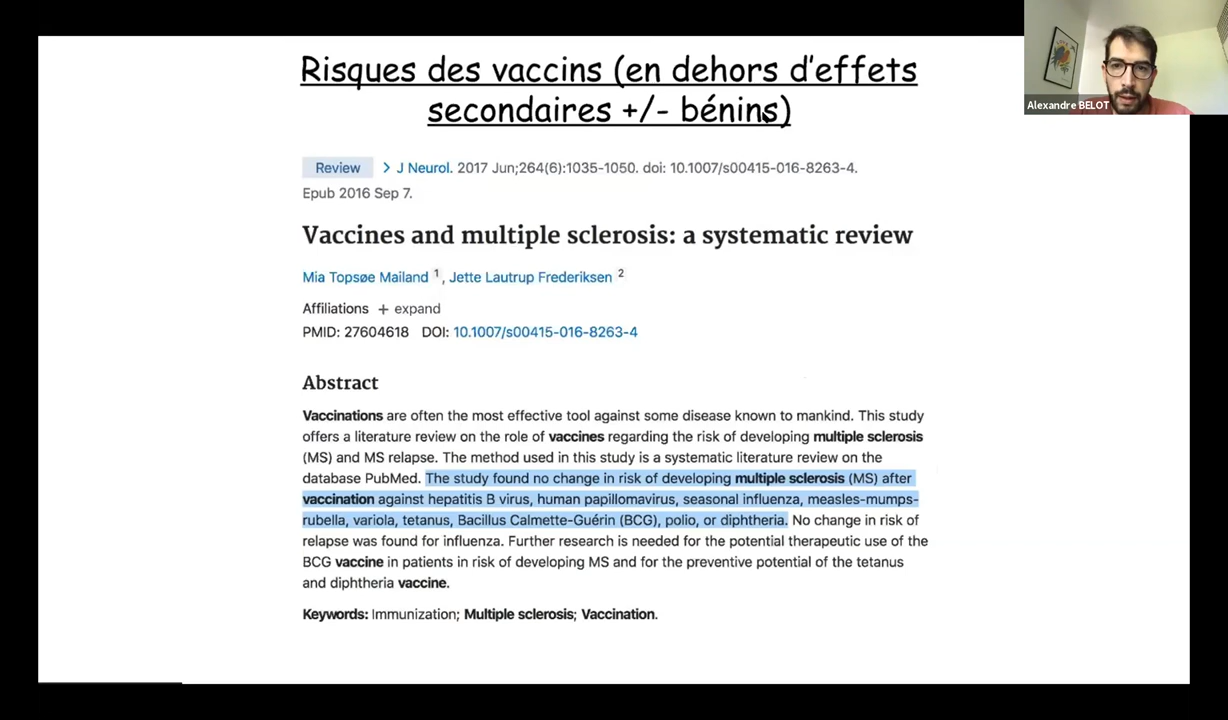 Risques des vaccins (en dehors d'effets
secondaires +/- bénins)
Alexandre BELOT
Review > J Neurol. 2017 Jun;264(6):1035-1050. doi: 10.1007/s00415-016-8263-4.
Epub 2016 Sep 7.
Vaccines and multiple sclerosis: a systematic review
Mia Topsøe Mailand 1, Jette Lautrup Frederiksen 2
Affiliations + expand
PMID: 27604618 DOI: 10.1007/s00415-016-8263-4
Abstract
Vaccinations are often the most effective tool against some disease known to mankind. This study
offers a literature review on the role of vaccines regarding the risk of developing multiple sclerosis
(MS) and MS relapse. The method used in this study is a systematic literature review on the
database PubMed. The study found no change in risk of developing multiple sclerosis (MS) after
vaccination against hepatitis B virus, human papillomavirus, seasonal influenza, measles-mumps-
rubella, variola, tetanus, Bacillus Calmette-Guérin (BCG), polio, or diphtheria. No change in risk of
relapse was found for influenza. Further research is needed for the potential therapeutic use of the
BCG vaccine in patients in risk of developing MS and for the preventive potential of the tetanus
and diphtheria vaccine.
Keywords: Immunization; Multiple sclerosis; Vaccination.